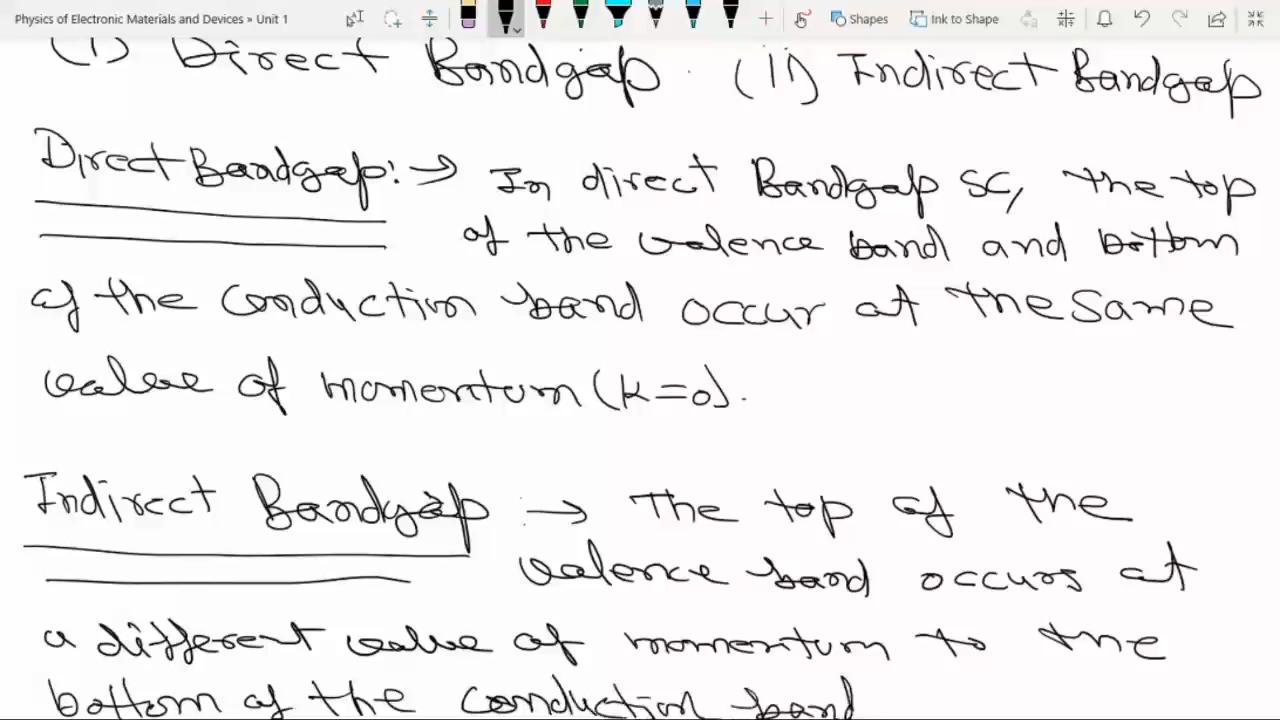 Physics of Electronic Materials and Devices » Unit 1
Shapes
Ink to Shape
(i) Direct Bandgap. (ii) Indirect Bandgap
Direct Bandgap:→ In direct Bandgap SC, the top
of the valence band and bottom
of the conduction band occur at the same
value of momentum (k=0).
Indirect Bandgap → The top of the
valence band occurs at
a different value of momentum to the
bottom of the conduction band